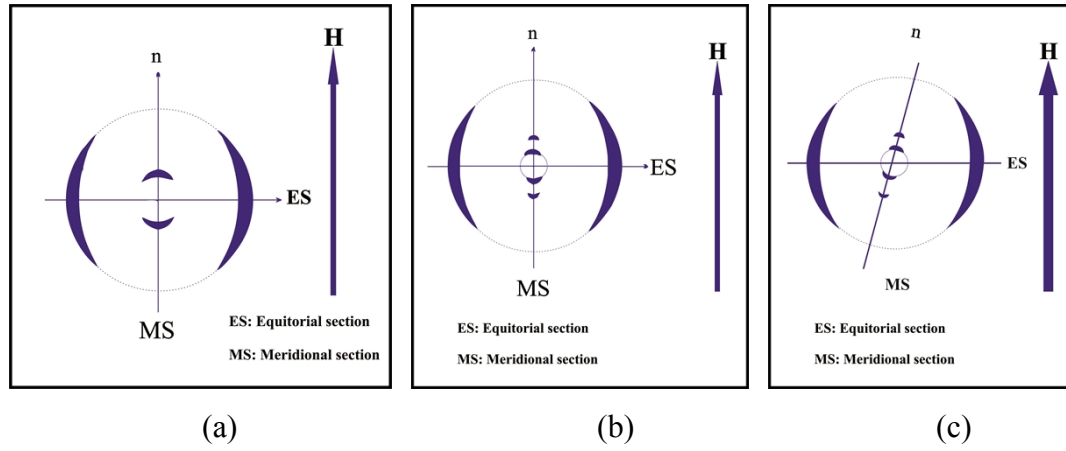 H
n
ES
MS
ES: Equitorial section
MS: Meridional section
(a)
H
n
ES
MS
ES: Equitorial section
MS: Meridional section
(b)
H
n
ES
MS
ES: Equitorial section
MS: Meridional section
(c)